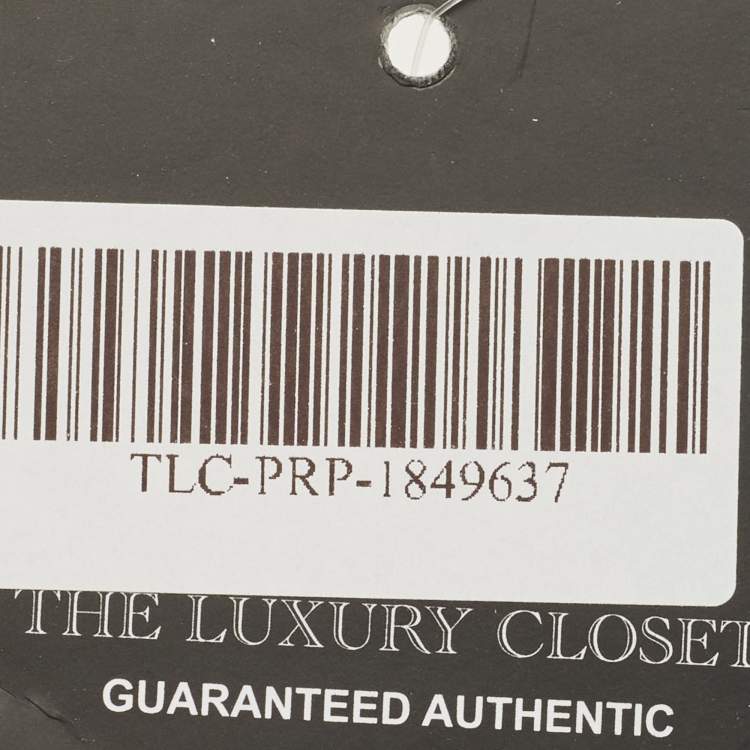 TLC-PRP-1849637
THE LUXURY CLOSET
GUARANTEED AUTHENTIC